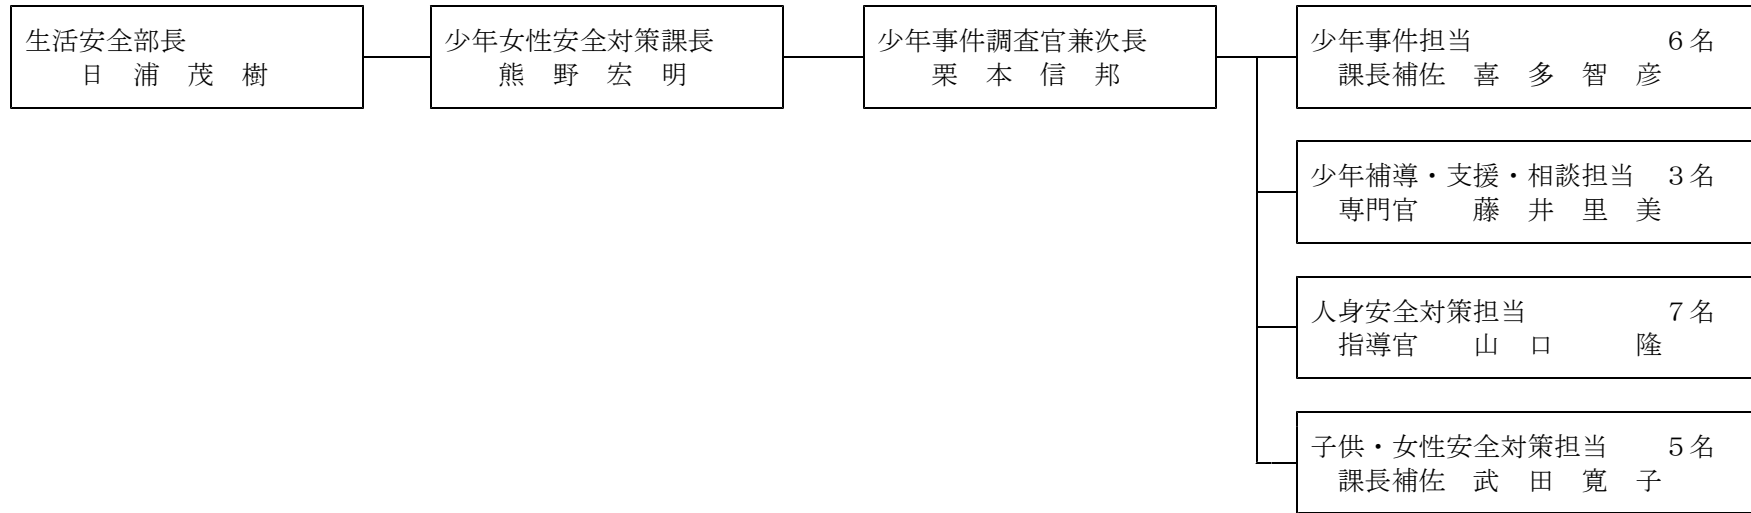 生活安全部長
日　浦　茂　樹
少年女性安全対策課長
熊　野　宏　明
少年事件調査官兼次長
栗　本　信　邦
少年事件担当　　　　　　　６名
課長補佐　喜　多　智　彦
少年補導・支援・相談担当　３名
専門官　　藤　井　里　美
人身安全対策担当　　　　　７名
指導官　　山　口　　　隆
子供・女性安全対策担当　　５名
課長補佐　武　田　寛　子